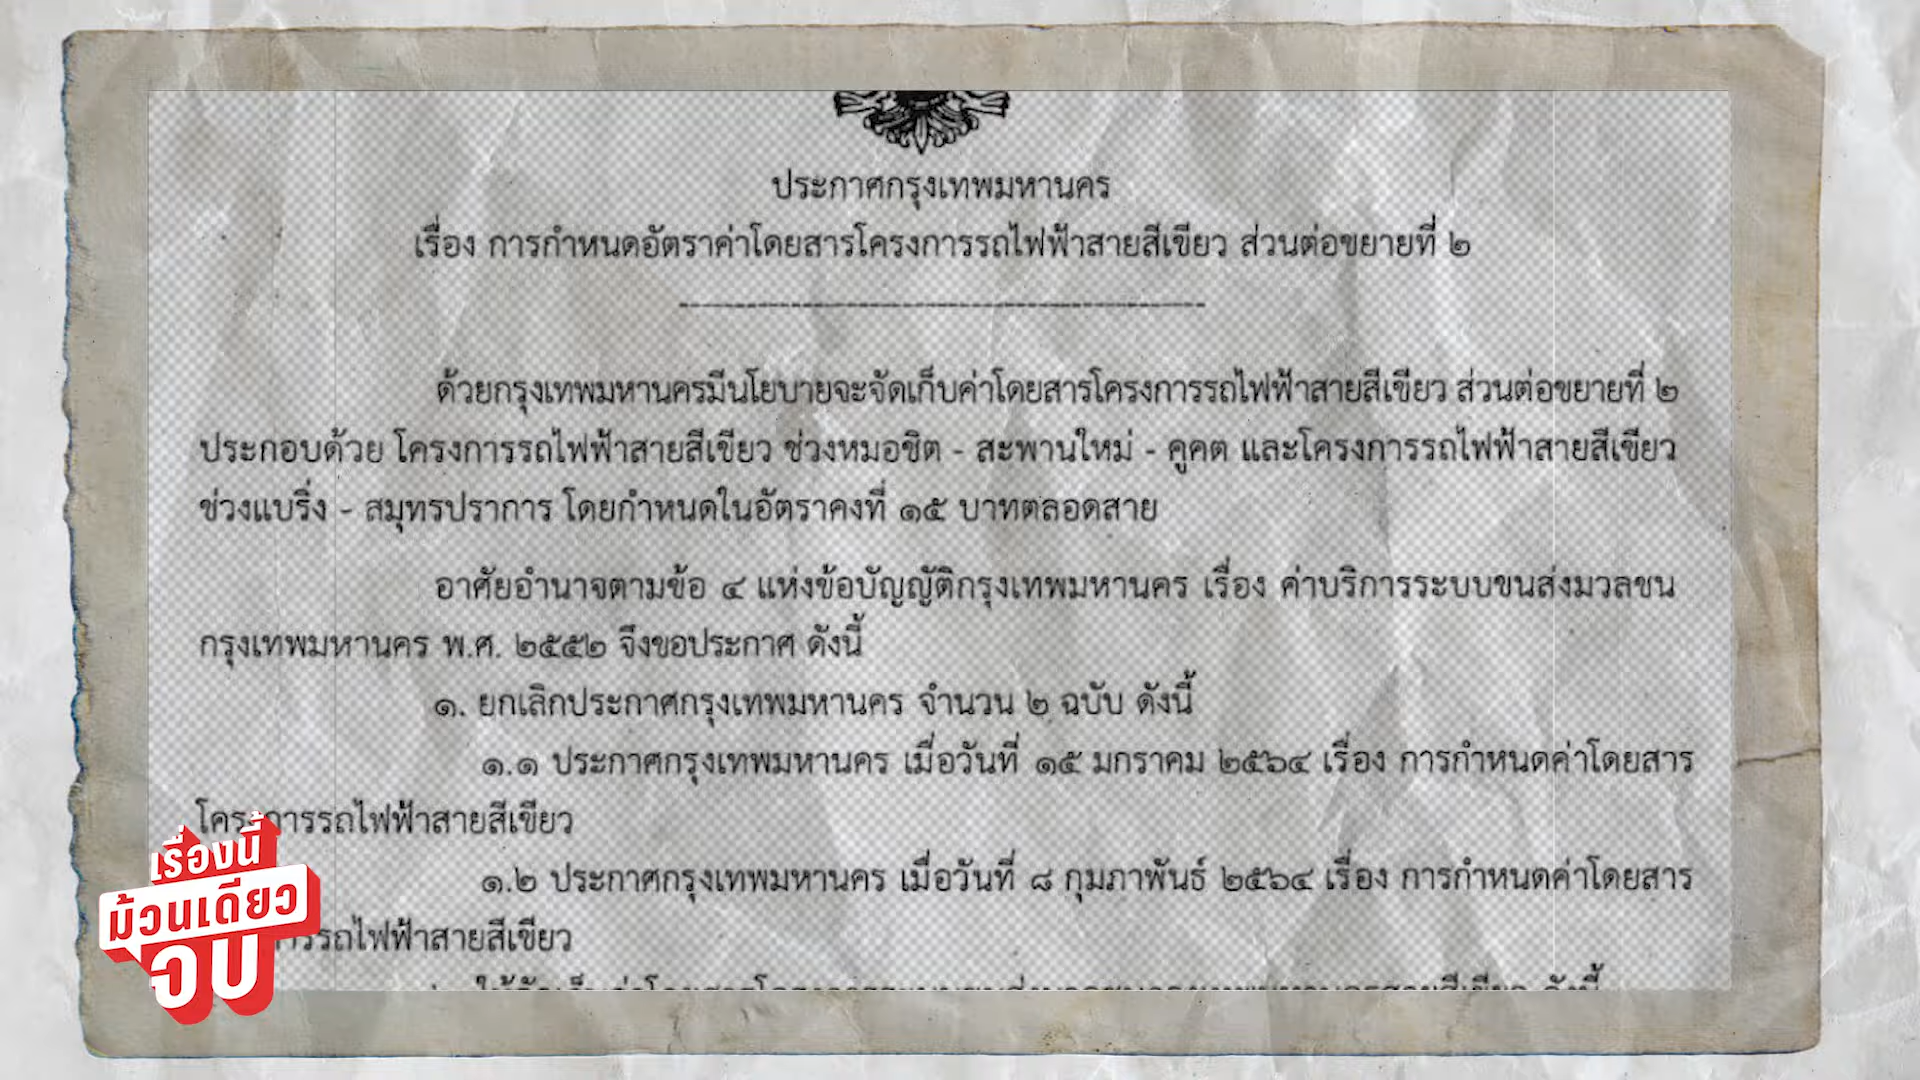 ประกาศกรุงเทพมหานคร
เรื่อง การกำหนดอัตราค่าโดยสารโครงการรถไฟฟ้าสายสีเขียว ส่วนต่อขยายที่ ๒
ด้วยกรุงเทพมหานครมีนโยบายจะจัดเก็บค่าโดยสารโครงการรถไฟฟ้าสายสีเขียว ส่วนต่อขยายที่ ๒
ประกอบด้วย โครงการรถไฟฟ้าสายสีเขียว ช่วงหมอชิต - สะพานใหม่ - คูคต และโครงการรถไฟฟ้าสายสีเขียว
ช่วงแบริ่ง - สมุทรปราการ โดยกำหนดในอัตราคงที่ ๑๕ บาทตลอดสาย
อาศัยอำนาจตามข้อ ๔ แห่งข้อบัญญัติกรุงเทพมหานคร เรื่อง ค่าบริการระบบขนส่งมวลชน
กรุงเทพมหานคร พ.ศ. ๒๕๕๒ จึงขอประกาศ ดังนี้
๑. ยกเลิกประกาศกรุงเทพมหานคร จำนวน ๒ ฉบับ ดังนี้
๑.๑ ประกาศกรุงเทพมหานคร เมื่อวันที่ ๑๕ มกราคม ๒๕๖๔ เรื่อง การกำหนดค่าโดยสาร
โครงการรถไฟฟ้าสายสีเขียว
๑.๒ ประกาศกรุงเทพมหานคร เมื่อวันที่ ๘ กุมภาพันธ์ ๒๕๖๔ เรื่อง การกำหนดค่าโดยสาร
การรถไฟฟ้าสายสีเขียว
ดังนี้
เรื่องนี้
ม้วนเดียว
จบ